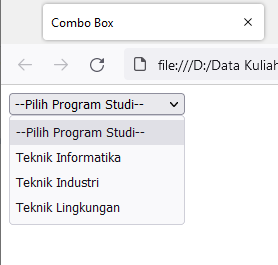 Combo Box
file:///D:/Data Kuliah
--Pilih Program Studi--
--Pilih Program Studi--
Teknik Informatika
Teknik Industri
Teknik Lingkungan